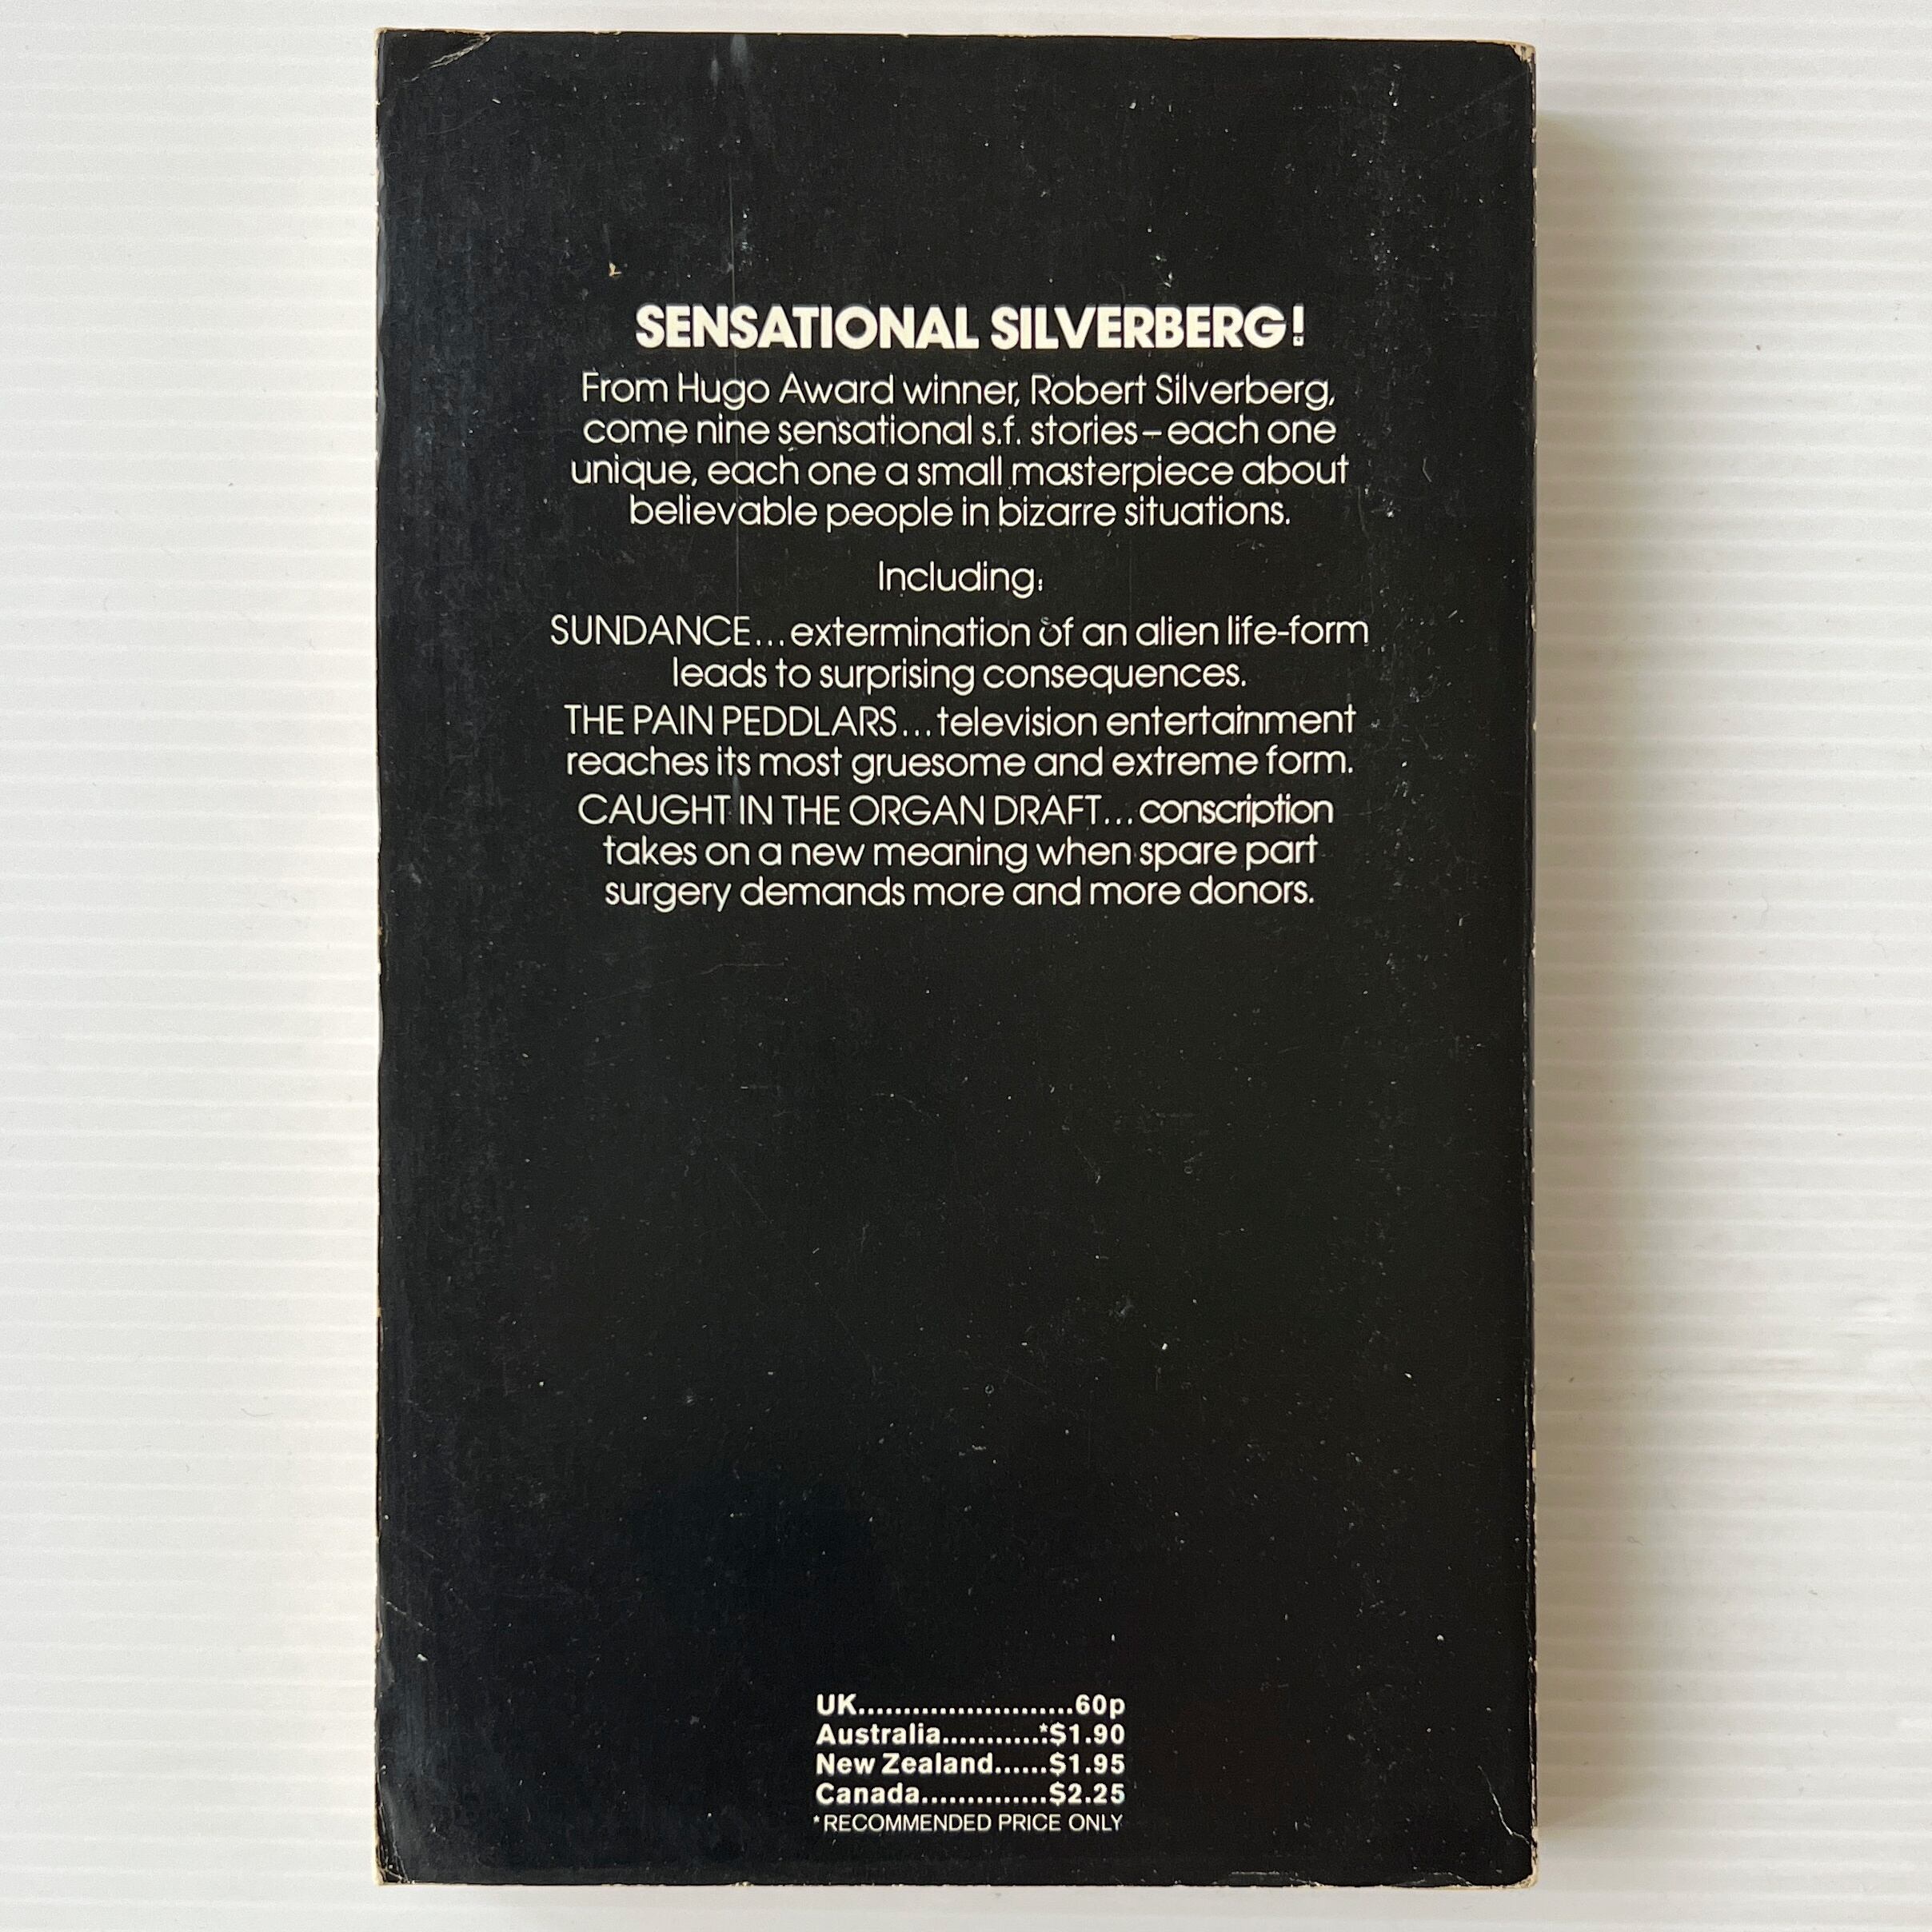 SENSATIONAL SILVERBERG!
From Hugo Award winner, Robert Silverberg,
come nine sensational s.f. stories–each one
unique, each one a small masterpiece about
believable people in bizarre situations.
Including:
SUNDANCE...extermination of an alien life-form
leads to surprising consequences.
THE PAIN PEDDLARS...television entertainment
reaches its most gruesome and extreme form.
CAUGHT IN THE ORGAN DRAFT...conscription
takes on a new meaning when spare part
surgery demands more and more donors.
UK........................60p
Australia...........*$1.90
New Zealand......$1.95
Canada..............$2.25
*RECOMMENDED PRICE ONLY